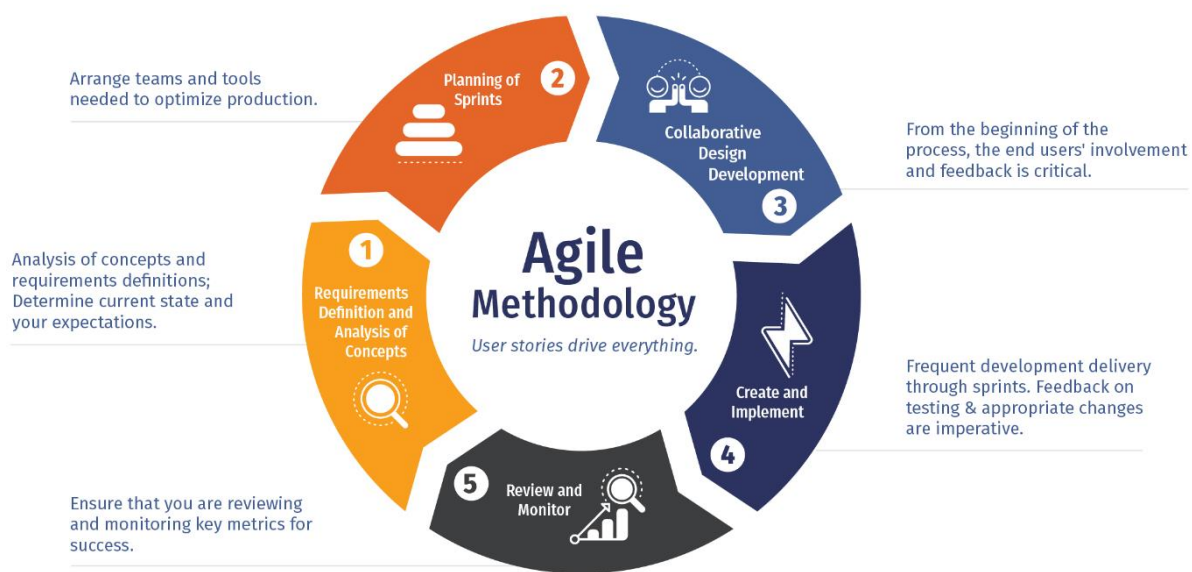 Agile
Methodology
User stories drive everything.
1
Requirements
Definition and
Analysis of
Concepts
Analysis of concepts and
requirements definitions;
Determine current state and
your expectations.
2
Planning of
Sprints
Arrange teams and tools
needed to optimize production.
Collaborative
Design
Development
3
From the beginning of the
process, the end users' involvement
and feedback is critical.
Create and
Implement
4
Frequent development delivery
through sprints. Feedback on
testing & appropriate changes
are imperative.
5
Review and
Monitor
Ensure that you are reviewing
and monitoring key metrics for
success.